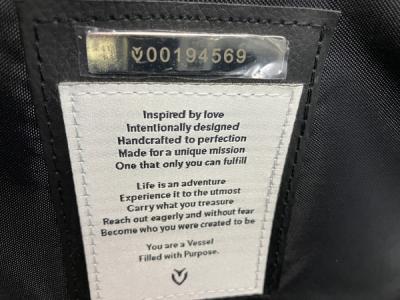 00194569
Inspired by love
Intentionally designed
Handcrafted to perfection
Made for a unique mission
One that only you can fulfill
Life is an adventure
Experience it to the utmost
Carry what you treasure
Reach out eagerly and without fear
Become who you were created to be
You are a Vessel
Filled with Purpose.